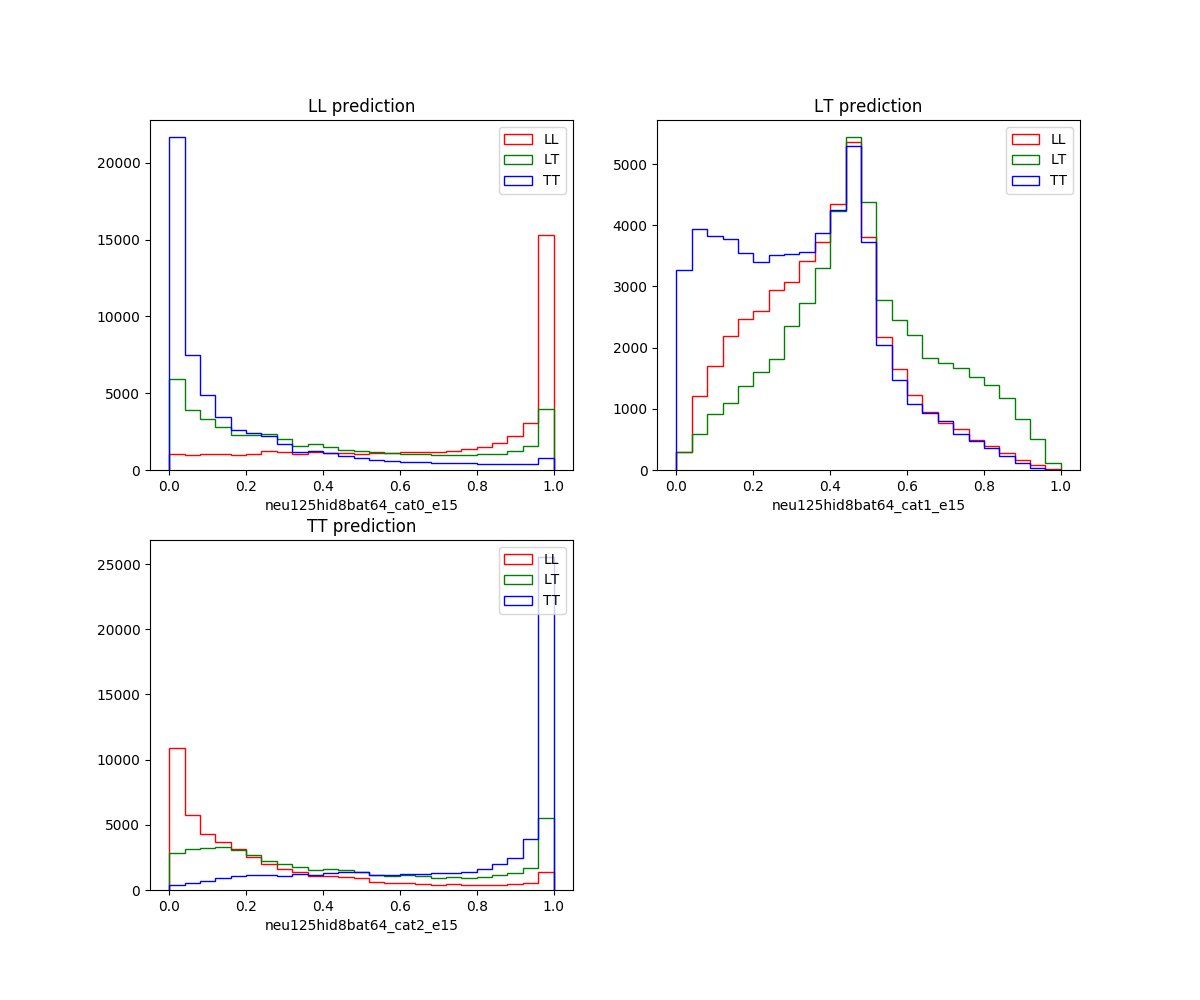 LL prediction
LL
LT
TT
20000
15000
10000
5000
0
0.0 0.2 0.4 0.6 0.8 1.0
neu125hid8bat64_cat0_e15
LT prediction
LL
LT
TT
5000
4000
3000
2000
1000
0
0.0 0.2 0.4 0.6 0.8 1.0
neu125hid8bat64_cat1_e15
TT prediction
LL
LT
TT
25000
20000
15000
10000
5000
0
0.0 0.2 0.4 0.6 0.8 1.0
neu125hid8bat64_cat2_e15